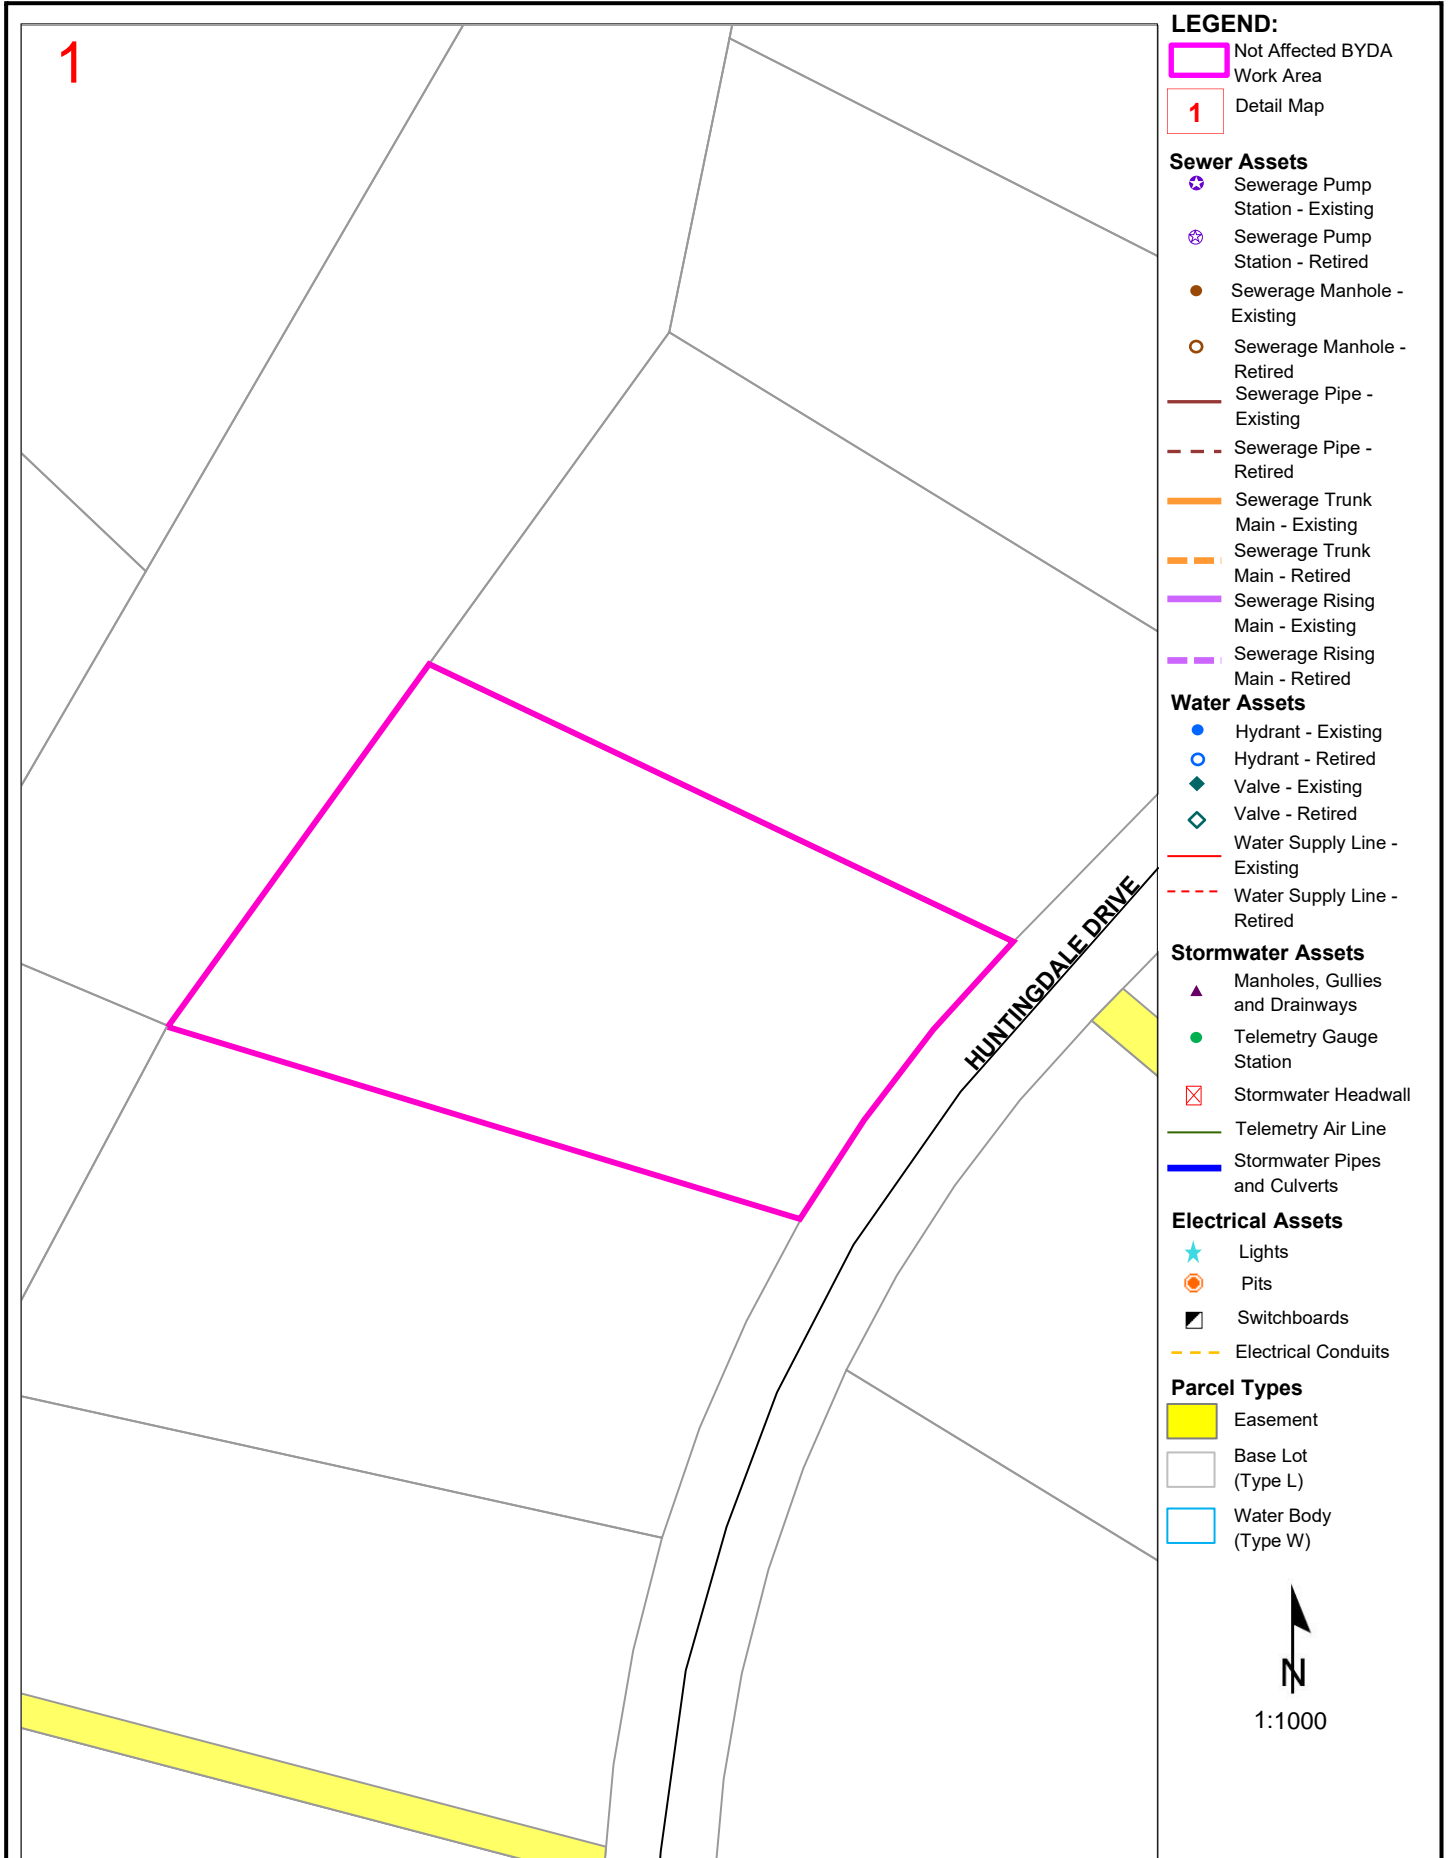 1
HUNTINGDALE DRIVE
LEGEND:
Not Affected BYDA
Work Area
1
Detail Map
Sewer Assets
Sewerage Pump
Station - Existing
Sewerage Pump
Station - Retired
Sewerage Manhole -
Existing
Sewerage Manhole -
Retired
Sewerage Pipe -
Existing
Sewerage Pipe -
Retired
Sewerage Trunk
Main - Existing
Sewerage Trunk
Main - Retired
Sewerage Rising
Main - Existing
Sewerage Rising
Main - Retired
Water Assets
Hydrant - Existing
Hydrant - Retired
Valve - Existing
Valve - Retired
Water Supply Line -
Existing
Water Supply Line -
Retired
Stormwater Assets
Manholes, Gullies
and Drainways
Telemetry Gauge
Station
Stormwater Headwall
Telemetry Air Line
Stormwater Pipes
and Culverts
Electrical Assets
Lights
Pits
Switchboards
Electrical Conduits
Parcel Types
Easement
Base Lot
(Type L)
Water Body
(Type W)
N
1:1000